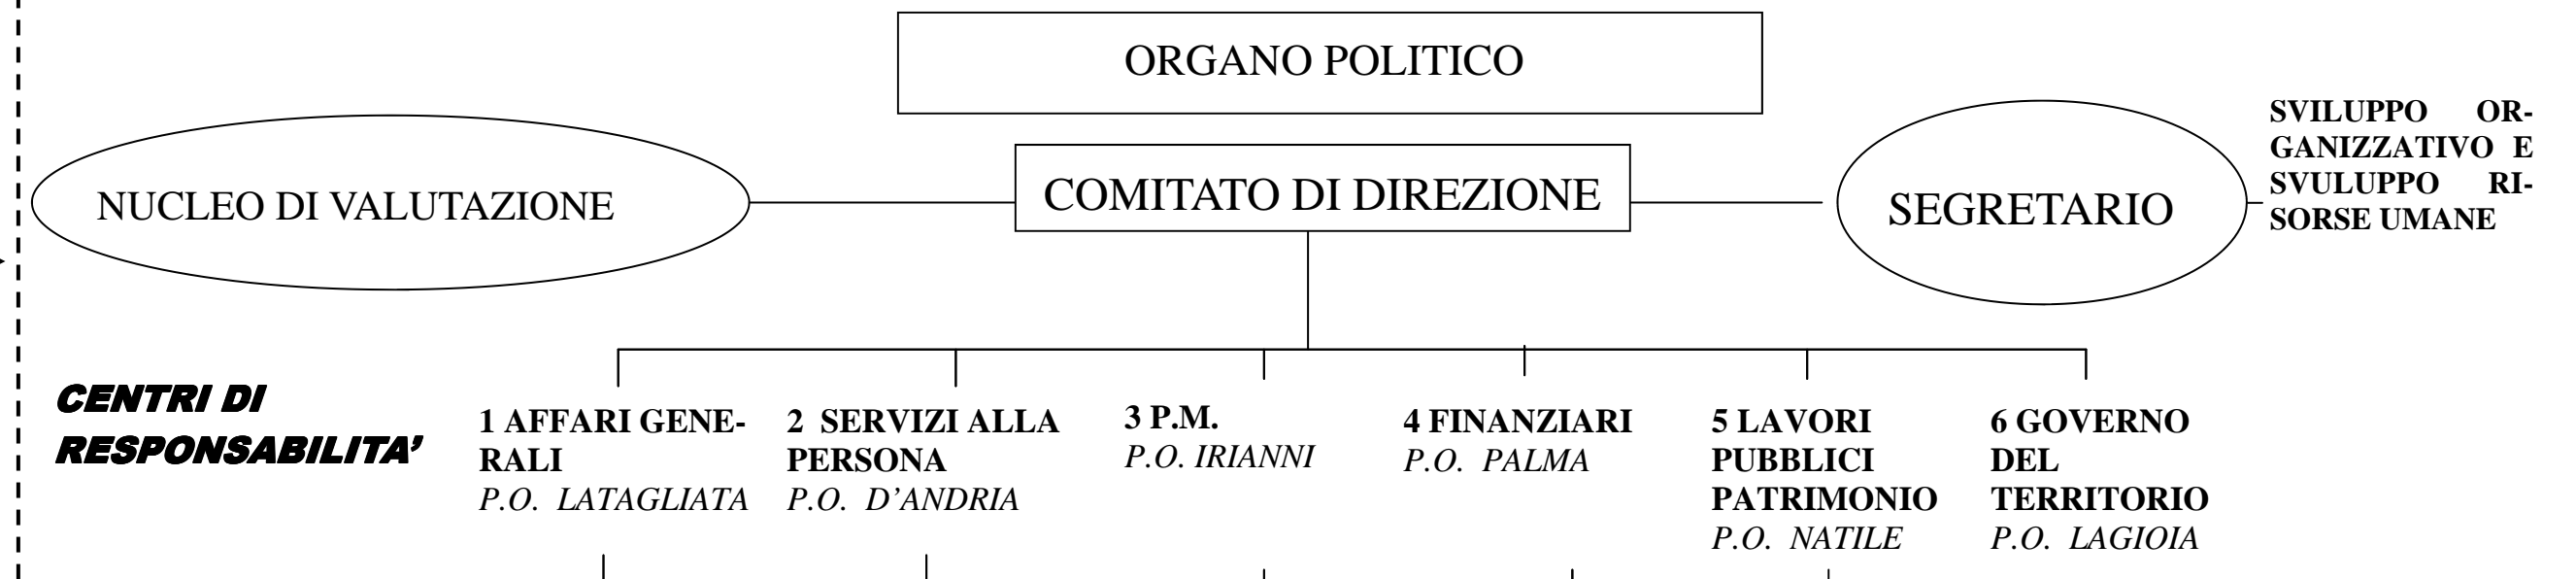 ORGANO POLITICO
NUCLEO DI VALUTAZIONE
COMITATO DI DIREZIONE
SEGRETARIO
SVILUPPO OR-
GANIZZATIVO E
SVULUPPO RI-
SORSE UMANE
CENTRI DI
RESPONSABILITA’
1 AFFARI GENE-
RALI
P.O. LATAGLIATA
2 SERVIZI ALLA
PERSONA
P.O. D’ANDRIA
3 P.M.
P.O. IRIANNI
4 FINANZIARI
P.O. PALMA
5 LAVORI
PUBBLICI
PATRIMONIO
P.O. NATILE
6 GOVERNO
DEL
TERRITORIO
P.O. LAGIOIA